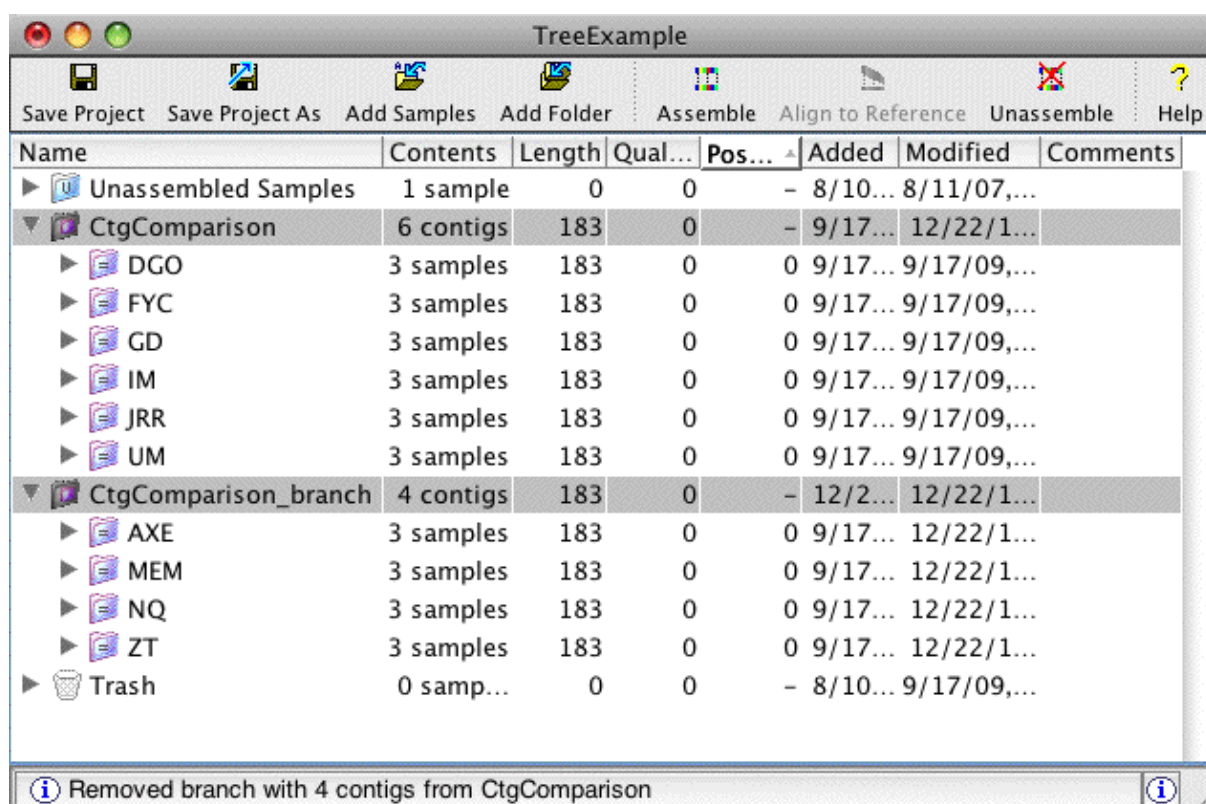 TreeExample
Save Project Save Project As Add Samples Add Folder Assemble Align to Reference Unassemble Help
Name Contents Length Qual... Pos... Added Modified Comments
Unassembled Samples 1 sample 0 0 – 8/10... 8/11/07,...
CtgComparison 6 contigs 183 0 – 9/17... 12/22/1...
DGO 3 samples 183 0 0 9/17... 9/17/09,...
FYC 3 samples 183 0 0 9/17... 9/17/09,...
GD 3 samples 183 0 0 9/17... 9/17/09,...
IM 3 samples 183 0 0 9/17... 9/17/09,...
JRR 3 samples 183 0 0 9/17... 9/17/09,...
UM 3 samples 183 0 0 9/17... 9/17/09,...
CtgComparison_branch 4 contigs 183 0 – 12/2... 12/22/1...
AXE 3 samples 183 0 0 9/17... 12/22/1...
MEM 3 samples 183 0 0 9/17... 12/22/1...
NQ 3 samples 183 0 0 9/17... 12/22/1...
ZT 3 samples 183 0 0 9/17... 12/22/1...
Trash 0 samp... 0 0 – 8/10... 9/17/09,...
Removed branch with 4 contigs from CtgComparison